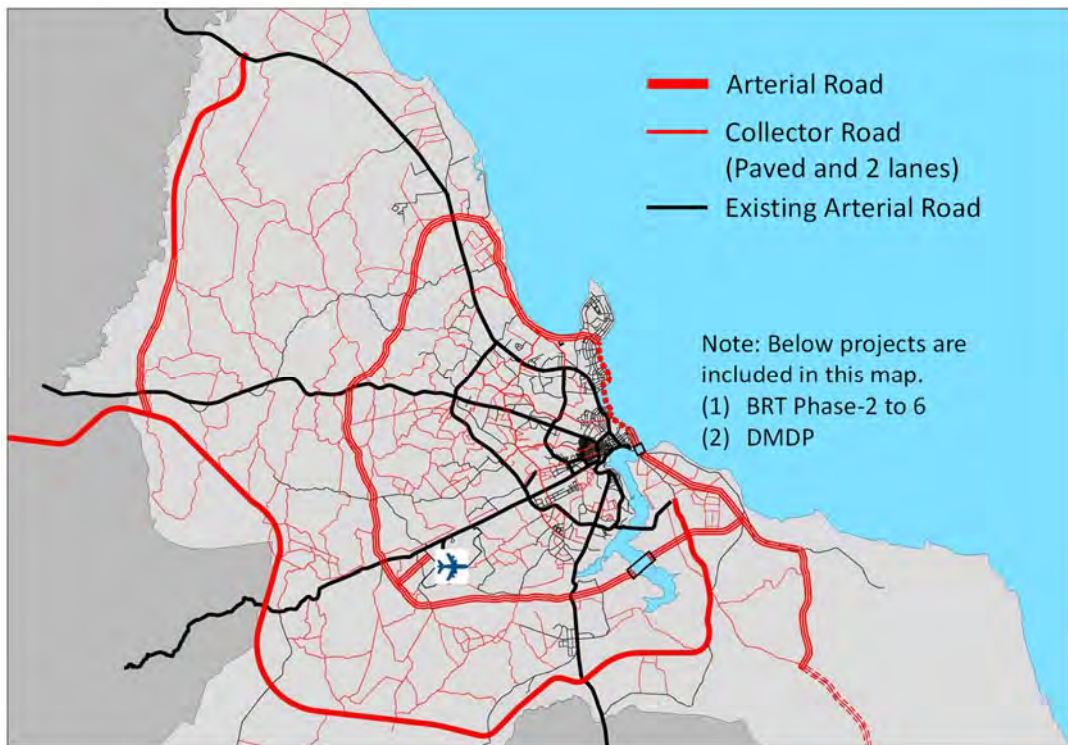 Arterial Road
Collector Road
(Paved and 2 lanes)
Existing Arterial Road
Note: Below projects are
included in this map.
(1) BRT Phase-2 to 6
(2) DMDP